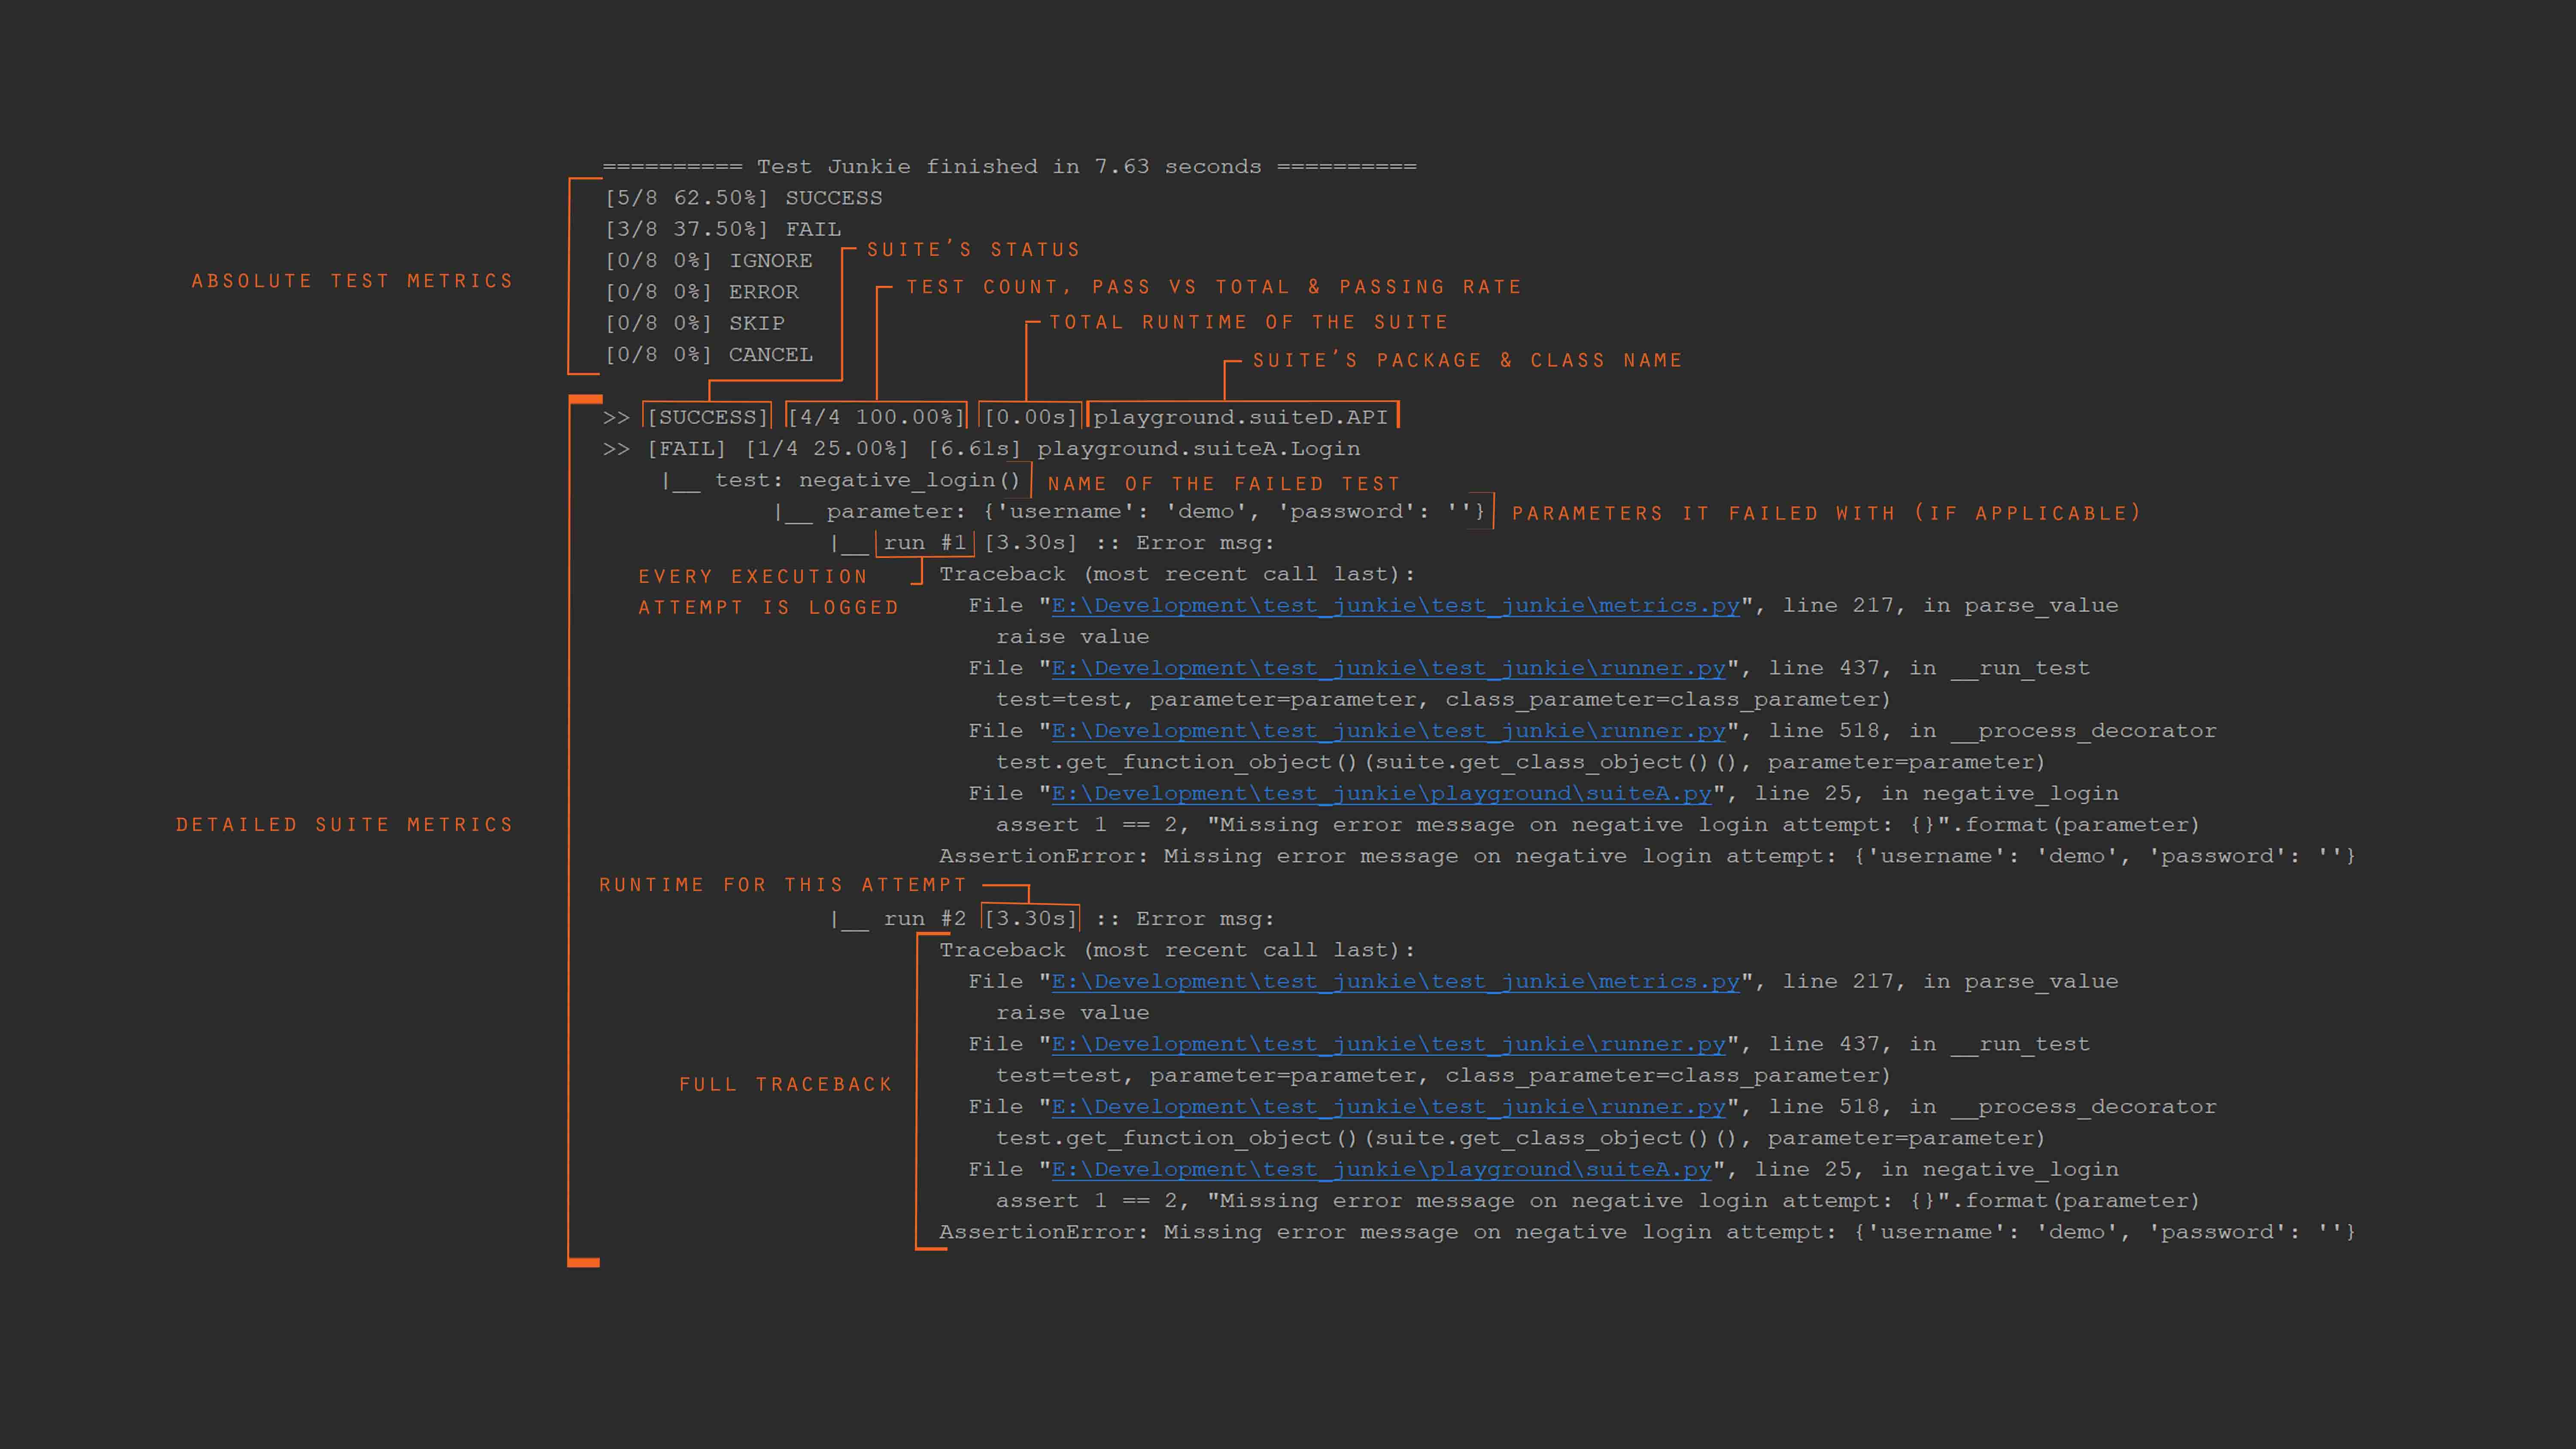 ========== Test Junkie finished in 7.63 seconds ==========
[5/8 62.50%] SUCCESS
[3/8 37.50%] FAIL
SUITE'S STATUS
[0/8 0%] IGNORE
ABSOLUTE TEST METRICS
TEST COUNT, PASS VS TOTAL & PASSING RATE
[0/8 0%] ERROR
TOTAL RUNTIME OF THE SUITE
[0/8 0%] SKIP
[0/8 0%] CANCEL
SUITE'S PACKAGE & CLASS NAME
>> [SUCCESS] [4/4 100.00%] [0.00s] playground.suiteD.API
>> [FAIL] [1/4 25.00%] [6.61s] playground.suiteA.Login
|__ test: negative_login() NAME OF THE FAILED TEST
|__ parameter: {'username': 'demo', 'password': ''} PARAMETERS IT FAILED WITH (IF APPLICABLE)
|__ run #1 [3.30s] :: Error msg:
EVERY EXECUTION
ATTEMPT IS LOGGED
Traceback (most recent call last):
File "E:\Development\test_junkie\test_junkie\metrics.py", line 217, in parse_value
raise value
File "E:\Development\test_junkie\test_junkie\runner.py", line 437, in __run_test
test=test, parameter=parameter, class_parameter=class_parameter)
File "E:\Development\test_junkie\test_junkie\runner.py", line 518, in __process_decorator
test.get_function_object()(suite.get_class_object()(), parameter=parameter)
File "E:\Development\test_junkie\playground\suiteA.py", line 25, in negative_login
DETAILED SUITE METRICS
assert 1 == 2, "Missing error message on negative login attempt: {}".format(parameter)
AssertionError: Missing error message on negative login attempt: {'username': 'demo', 'password': ''}
RUNTIME FOR THIS ATTEMPT
|__ run #2 [3.30s] :: Error msg:
Traceback (most recent call last):
File "E:\Development\test_junkie\test_junkie\metrics.py", line 217, in parse_value
raise value
File "E:\Development\test_junkie\test_junkie\runner.py", line 437, in __run_test
test=test, parameter=parameter, class_parameter=class_parameter)
FULL TRACEBACK
File "E:\Development\test_junkie\test_junkie\runner.py", line 518, in __process_decorator
test.get_function_object()(suite.get_class_object()(), parameter=parameter)
File "E:\Development\test_junkie\playground\suiteA.py", line 25, in negative_login
assert 1 == 2, "Missing error message on negative login attempt: {}".format(parameter)
AssertionError: Missing error message on negative login attempt: {'username': 'demo', 'password': ''}